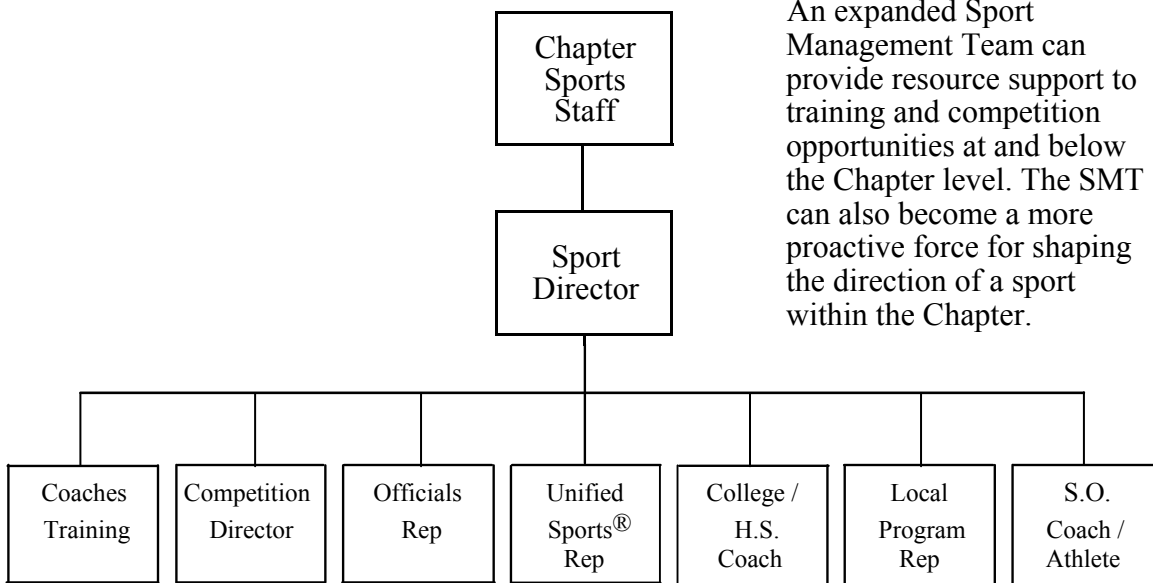 Chapter
Sports
Staff
An expanded Sport
Management Team can
provide resource support to
training and competition
opportunities at and below
the Chapter level. The SMT
can also become a more
proactive force for shaping
the direction of a sport
within the Chapter.
Sport
Director
Coaches
Training
Competition
Director
Officials
Rep
Unified
Sports®
Rep
College /
H.S.
Coach
Local
Program
Rep
S.O.
Coach /
Athlete